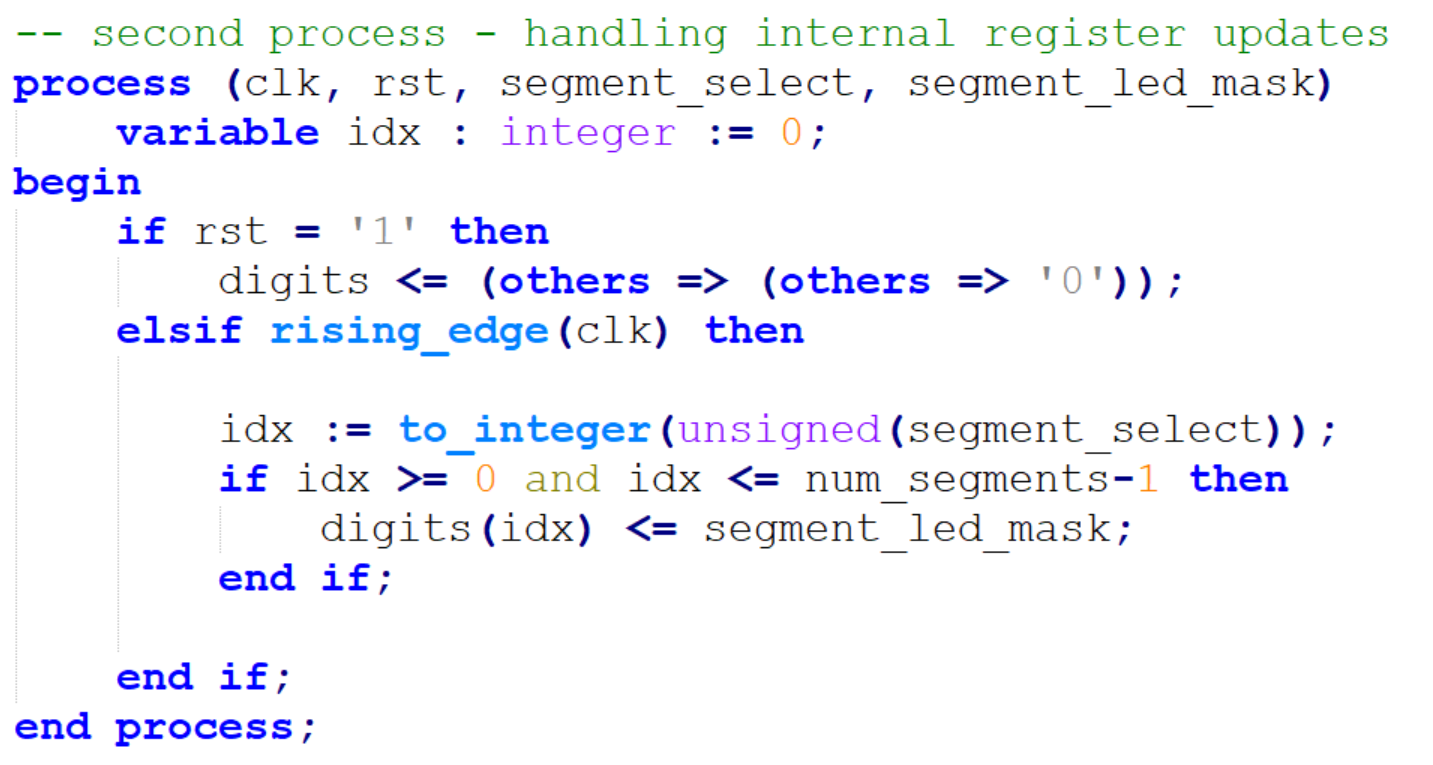 -- second process - handling internal register updates
process (clk, rst, segment_select, segment_led_mask)
    variable idx : integer := 0;
begin
    if rst = '1' then
        digits <= (others => (others => '0'));
    elsif rising_edge(clk) then
        idx := to_integer(unsigned(segment_select));
        if idx >= 0 and idx <= num_segments-1 then
            digits(idx) <= segment_led_mask;
        end if;
    end if;
end process;